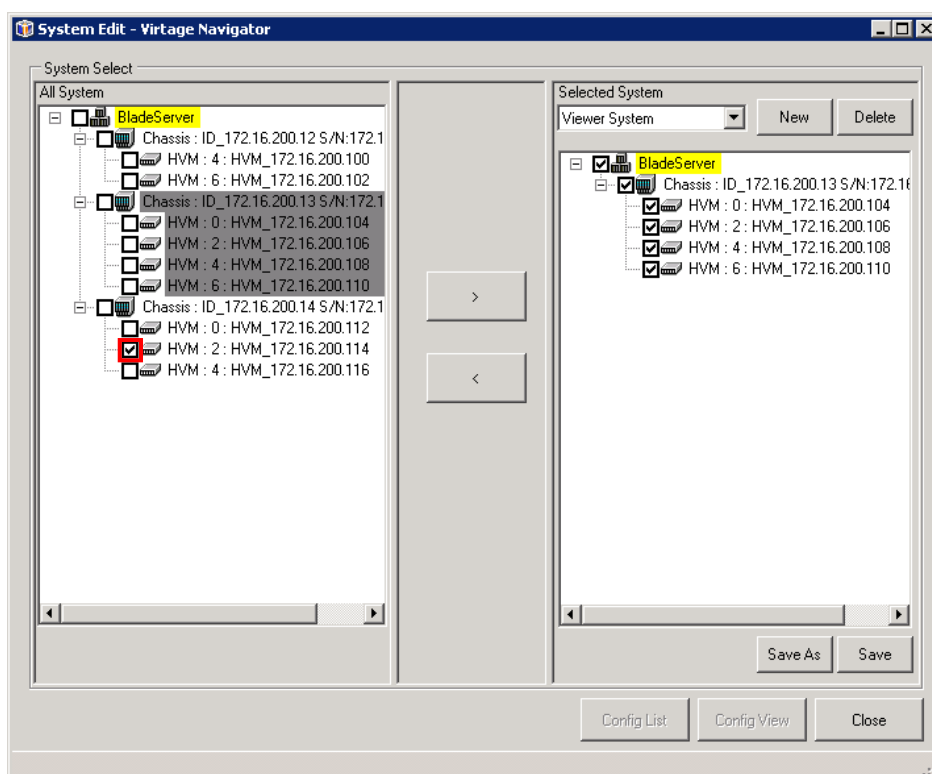 System Edit - Virtage Navigator
System Select
All System
BladeServer
Chassis : ID_172.16.200.12 S/N:172.1
HVM : 4 : HVM_172.16.200.100
HVM : 6 : HVM_172.16.200.102
Chassis : ID_172.16.200.13 S/N:172.1
HVM : 0 : HVM_172.16.200.104
HVM : 2 : HVM_172.16.200.106
HVM : 4 : HVM_172.16.200.108
HVM : 6 : HVM_172.16.200.110
Chassis : ID_172.16.200.14 S/N:172.1
HVM : 0 : HVM_172.16.200.112
HVM : 2 : HVM_172.16.200.114
HVM : 4 : HVM_172.16.200.116
>
<
Selected System
Viewer System
New
Delete
BladeServer
Chassis : ID_172.16.200.13 S/N:172.16
HVM : 0 : HVM_172.16.200.104
HVM : 2 : HVM_172.16.200.106
HVM : 4 : HVM_172.16.200.108
HVM : 6 : HVM_172.16.200.110
Save As
Save
Config List
Config View
Close